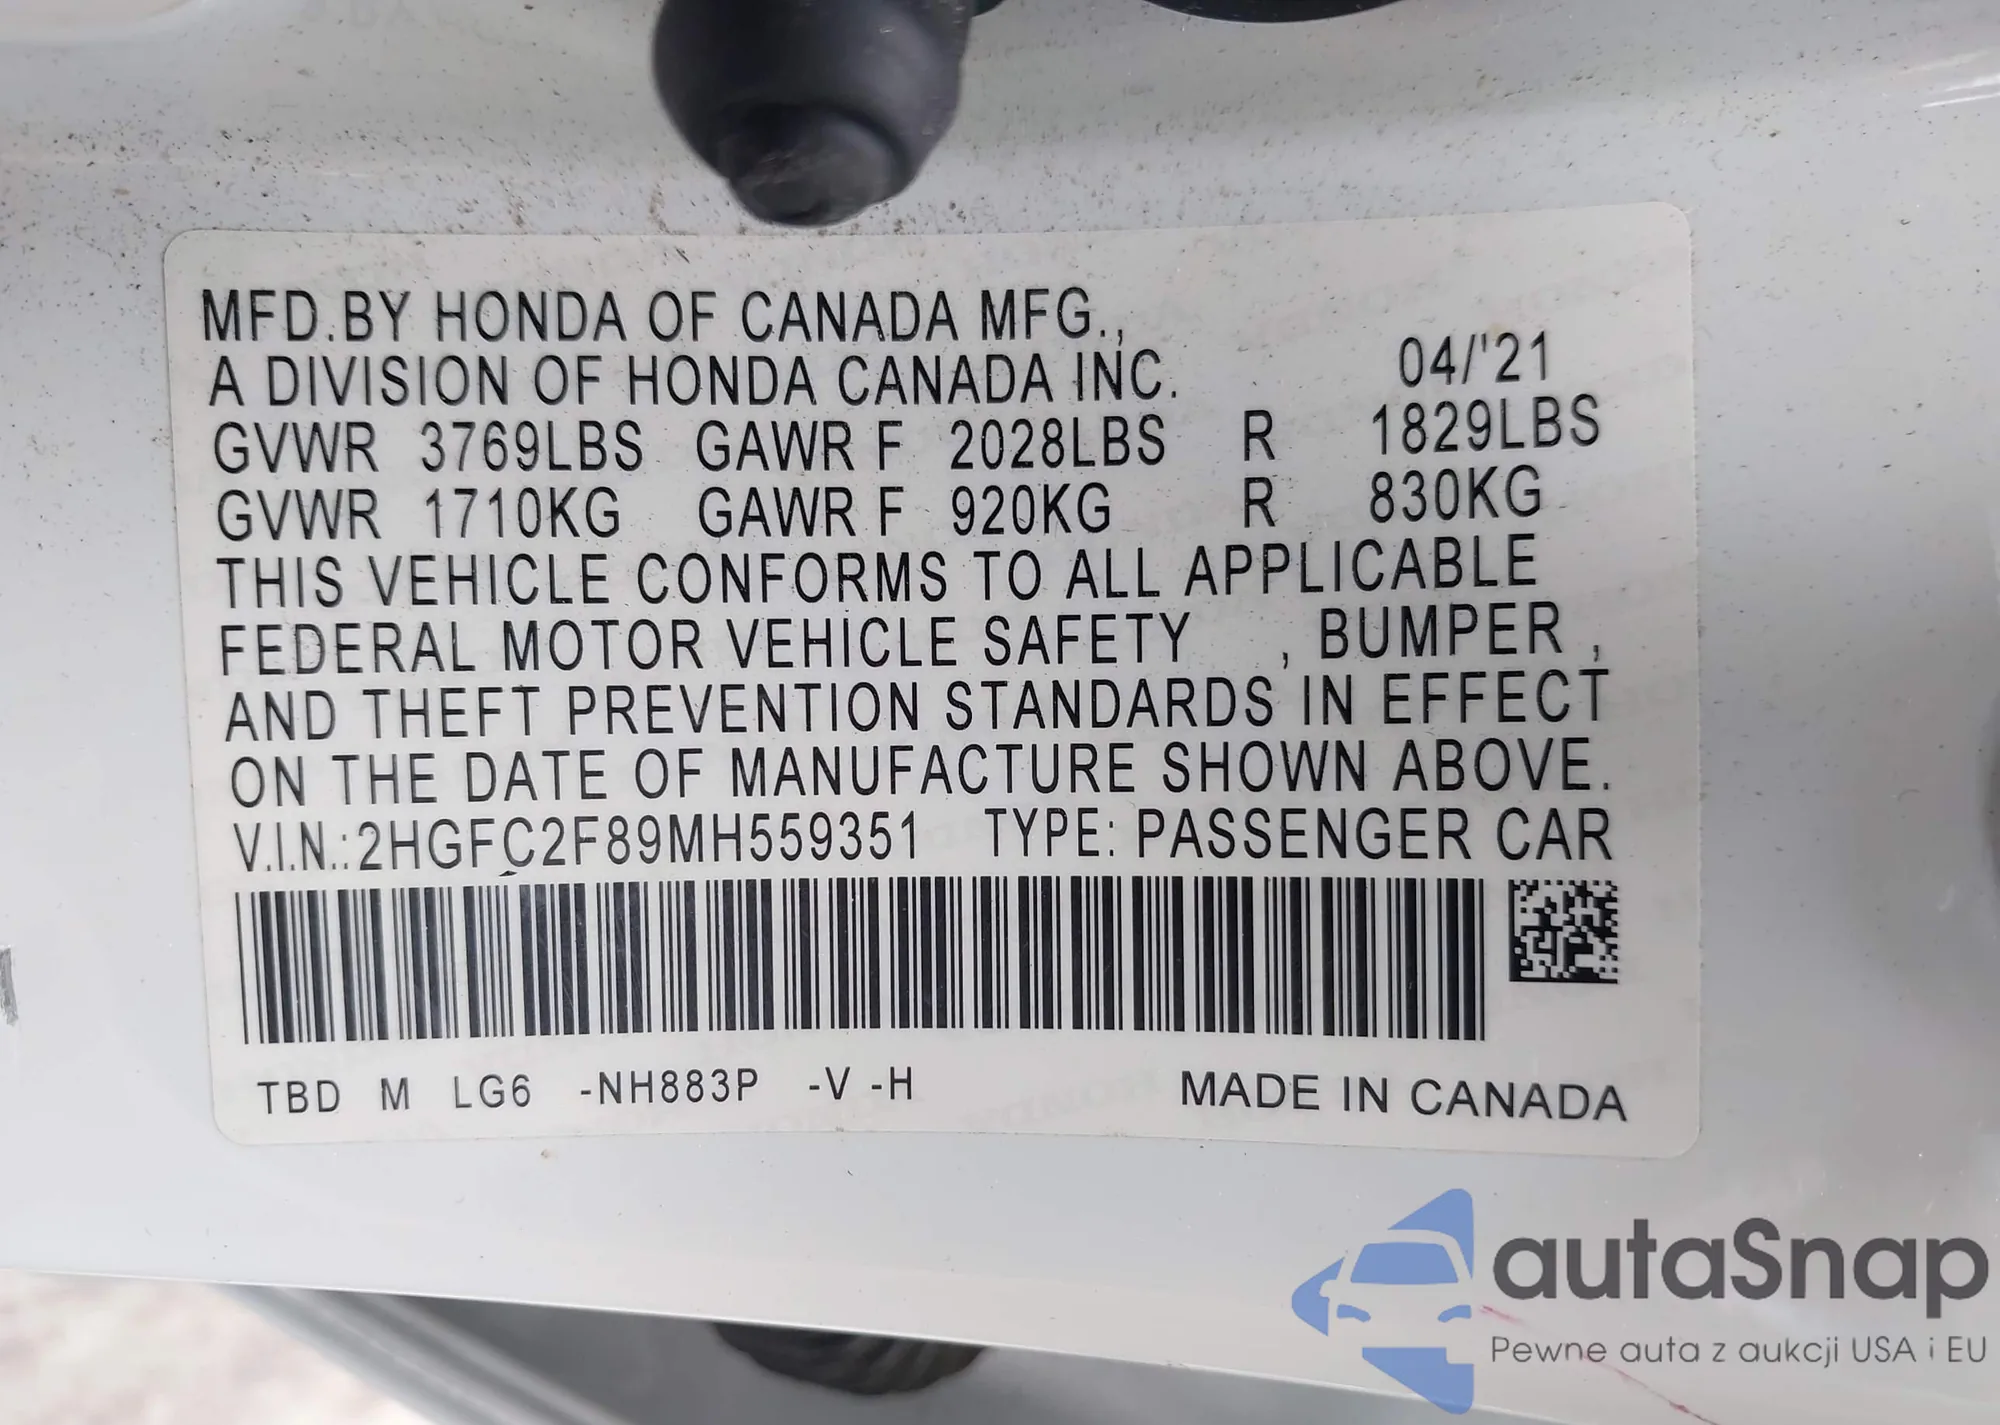 MFD.BY HONDA OF CANADA MFG.,
A DIVISION OF HONDA CANADA INC. 04/'21
GVWR 3769LBS GAWR F 2028LBS R 1829LBS
GVWR 1710KG GAWR F 920KG R 830KG
THIS VEHICLE CONFORMS TO ALL APPLICABLE
FEDERAL MOTOR VEHICLE SAFETY , BUMPER ,
AND THEFT PREVENTION STANDARDS IN EFFECT
ON THE DATE OF MANUFACTURE SHOWN ABOVE.
V.I.N.:2HGFC2F89MH559351 TYPE: PASSENGER CAR
TBD M LG6 -NH883P -V -H MADE IN CANADA
autaSnap
Pewne auta z aukcji USA i EU